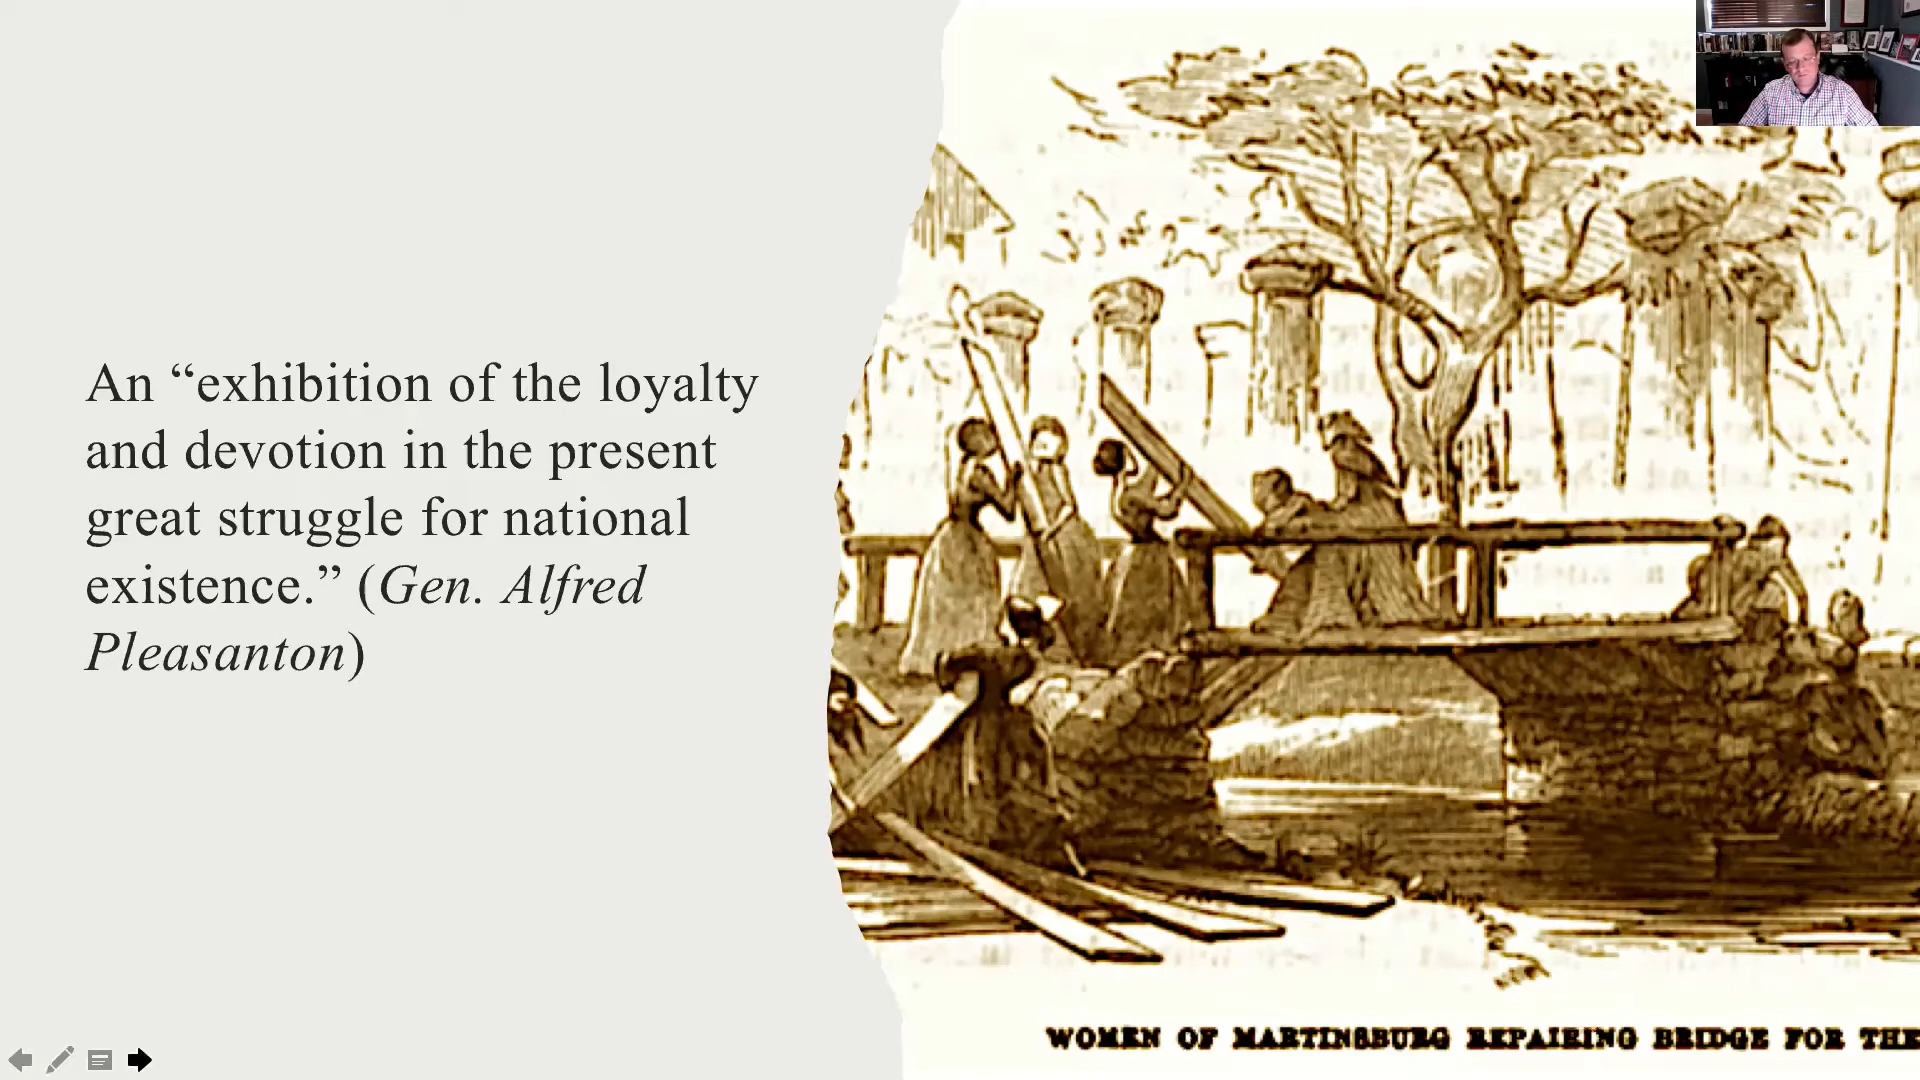 An “exhibition of the loyalty
and devotion in the present
great struggle for national
existence.” (Gen. Alfred
Pleasanton)
WOMEN OF MARTINSBURG REPAIRING BRIDGE FOR THE